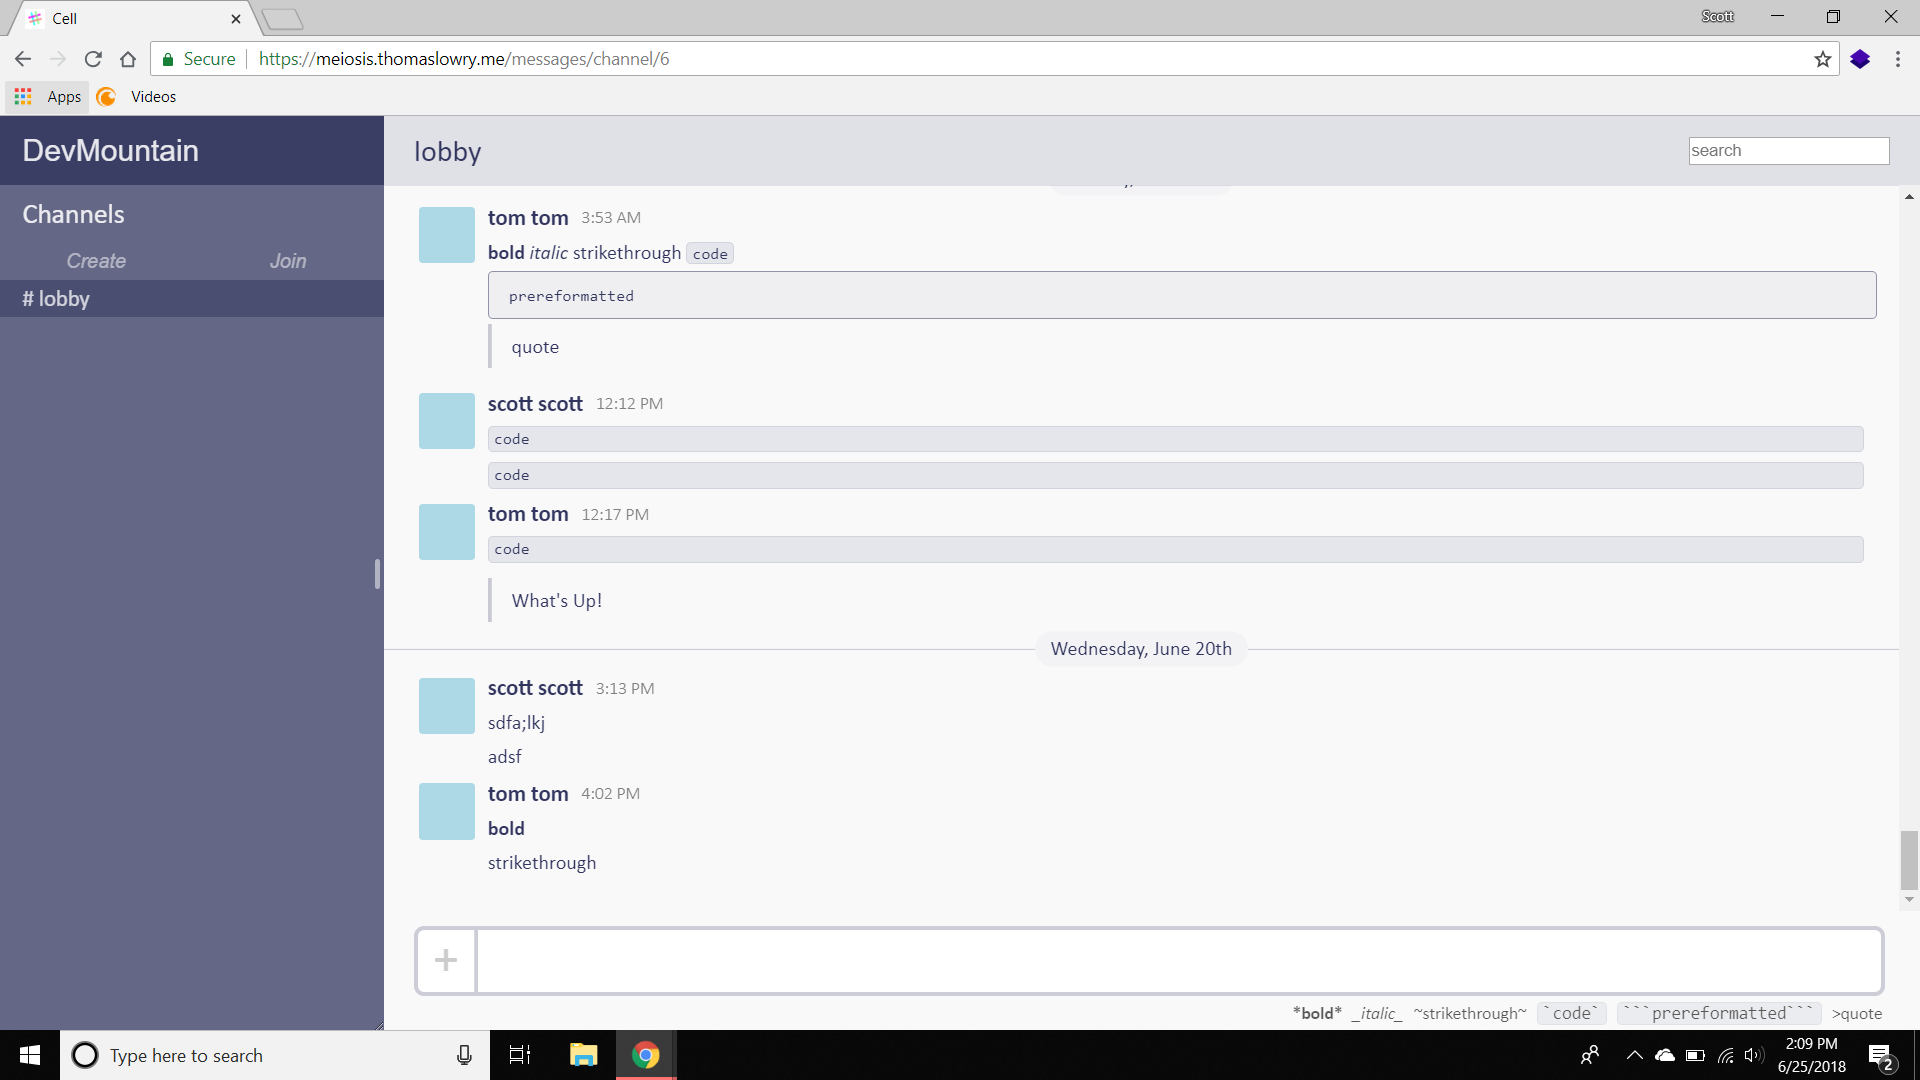 Cell
Scott
Secure
https://meiosis.thomaslowry.me/messages/channel/6
Apps
Videos
DevMountain
lobby
search
Channels
Create Join
# lobby
tom tom 3:53 AM
bold italic strikethrough code
prereformatted
quote
scott scott 12:12 PM
code
code
tom tom 12:17 PM
code
What's Up!
Wednesday, June 20th
scott scott 3:13 PM
sdfa;lkj
adsf
tom tom 4:02 PM
bold
strikethrough
+
*bold* _italic_ ~strikethrough~ `code` ```prereformatted``` >quote
Type here to search
2:09 PM
6/25/2018
2